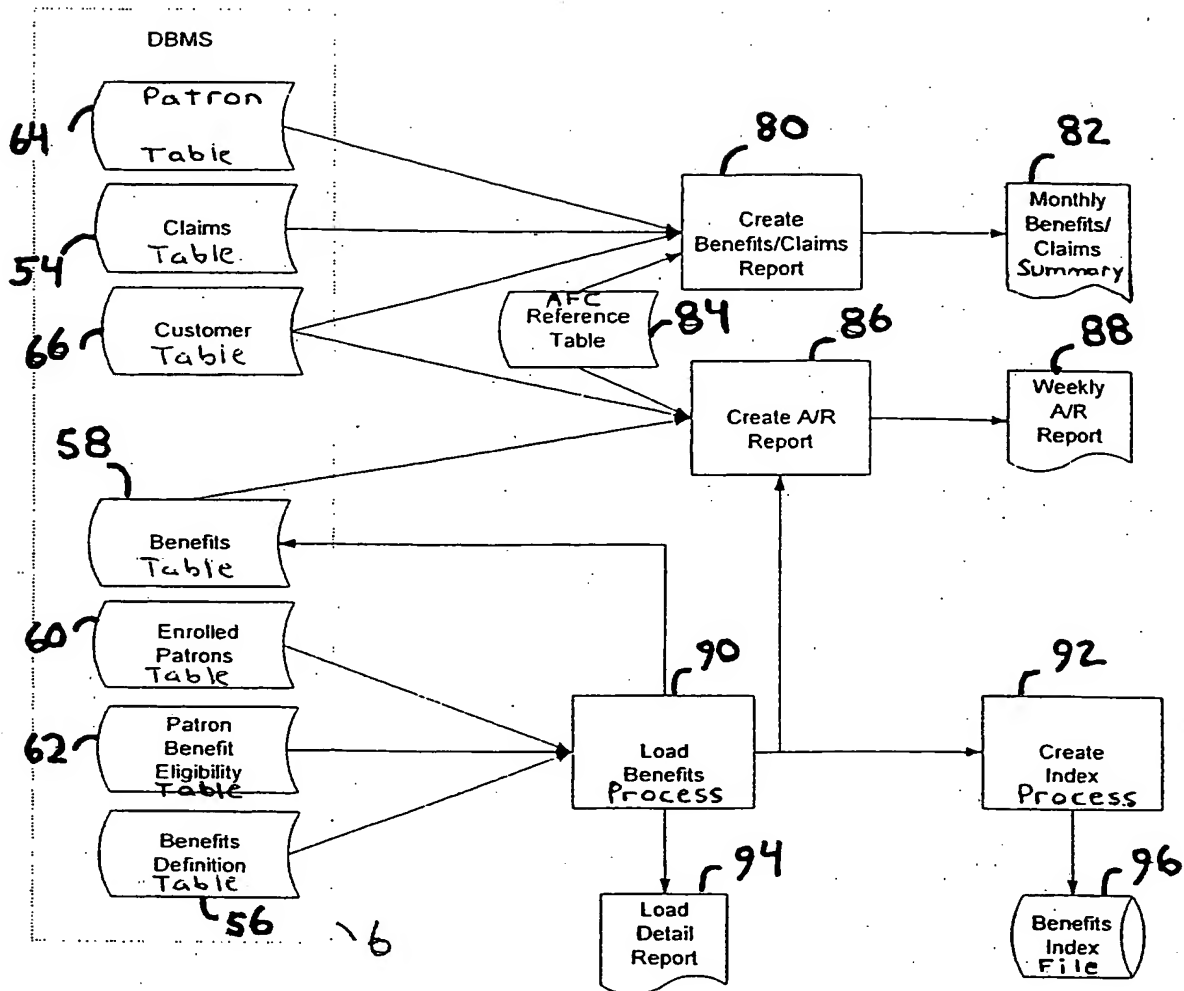 DBMS
Patron
Table
64
Claims
Table
54
Customer
Table
66
80
Create
Benefits/Claims
Report
82
Monthly
Benefits/
Claims
Summary
AFC
Reference
Table
84
86
Create A/R
Report
88
Weekly
A/R
Report
58
Benefits
Table
60
Enrolled
Patrons
Table
62
Patron
Benefit
Eligibility
Table
Benefits
Definition
Table
56
6
90
Load
Benefits
Process
92
Create
Index
Process
94
Load
Detail
Report
96
Benefits
Index
File